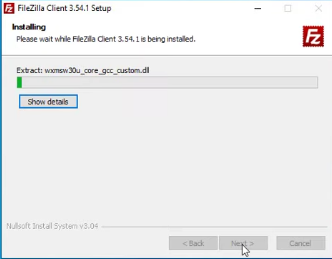 FileZilla Client 3.54.1 Setup
Installing
Please wait while FileZilla Client 3.54.1 is being installed.
Fz
Extract: wxmsw30u_core_gcc_custom.dll
Show details
Nullsoft Install System v3.04
< Back Next > Cancel